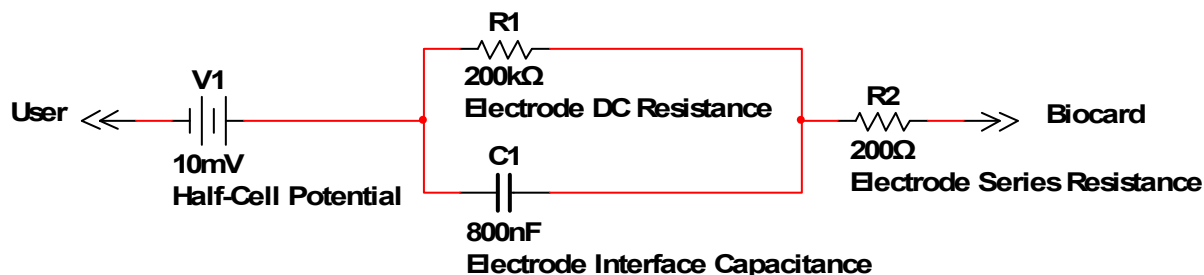 R1
200kΩ
Electrode DC Resistance
V1
User
10mV
Half-Cell Potential
C1
800nF
Electrode Interface Capacitance
R2
200Ω
Electrode Series Resistance
Biocard